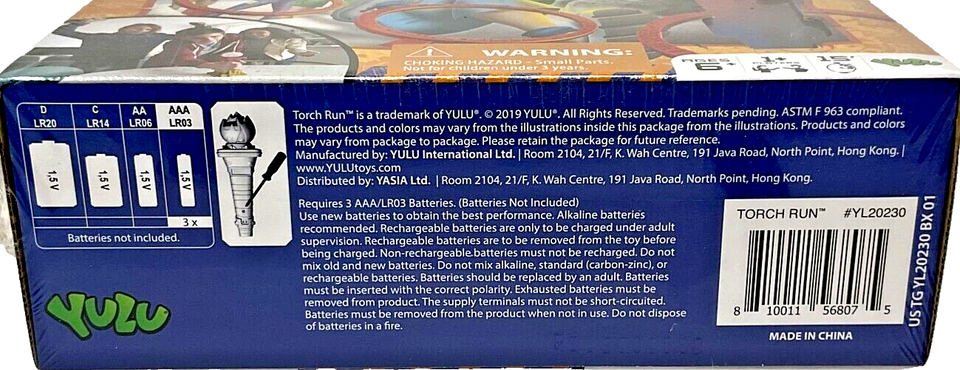 WARNING:
CHOKING HAZARD - Small Parts.
Not for children under 3 years.
AGES
6+
YULU
D
LR20
C
LR14
AA
LR06
AAA
LR03
1,5 V
1,5 V
1,5 V
1,5 V
3 x
Batteries not included.
YULU
Torch Run™ is a trademark of YULU®. © 2019 YULU®. All Rights Reserved. Trademarks pending. ASTM F 963 compliant.
The products and colors may vary from the illustrations inside this package from the illustrations. Products and colors
may vary from package to package. Please retain the package for future reference.
Manufactured by: YULU International Ltd. | Room 2104, 21/F, K. Wah Centre, 191 Java Road, North Point, Hong Kong. |
www.YULUtoys.com
Distributed by: YASIA Ltd. | Room 2104, 21/F, K. Wah Centre, 191 Java Road, North Point, Hong Kong.
Requires 3 AAA/LR03 Batteries. (Batteries Not Included)
Use new batteries to obtain the best performance. Alkaline batteries
recommended. Rechargeable batteries are only to be charged under adult
supervision. Rechargeable batteries are to be removed from the toy before
being charged. Non-rechargeable batteries must not be recharged. Do not
mix old and new batteries. Do not mix alkaline, standard (carbon-zinc), or
rechargeable batteries. Batteries should be replaced by an adult. Batteries
must be inserted with the correct polarity. Exhausted batteries must be
removed from product. The supply terminals must not be short-circuited.
Batteries must be removed from the product when not in use. Do not dispose
of batteries in a fire.
TORCH RUN™ #YL20230
8 10011 56807 5
MADE IN CHINA
US TG YL20230 BX 01